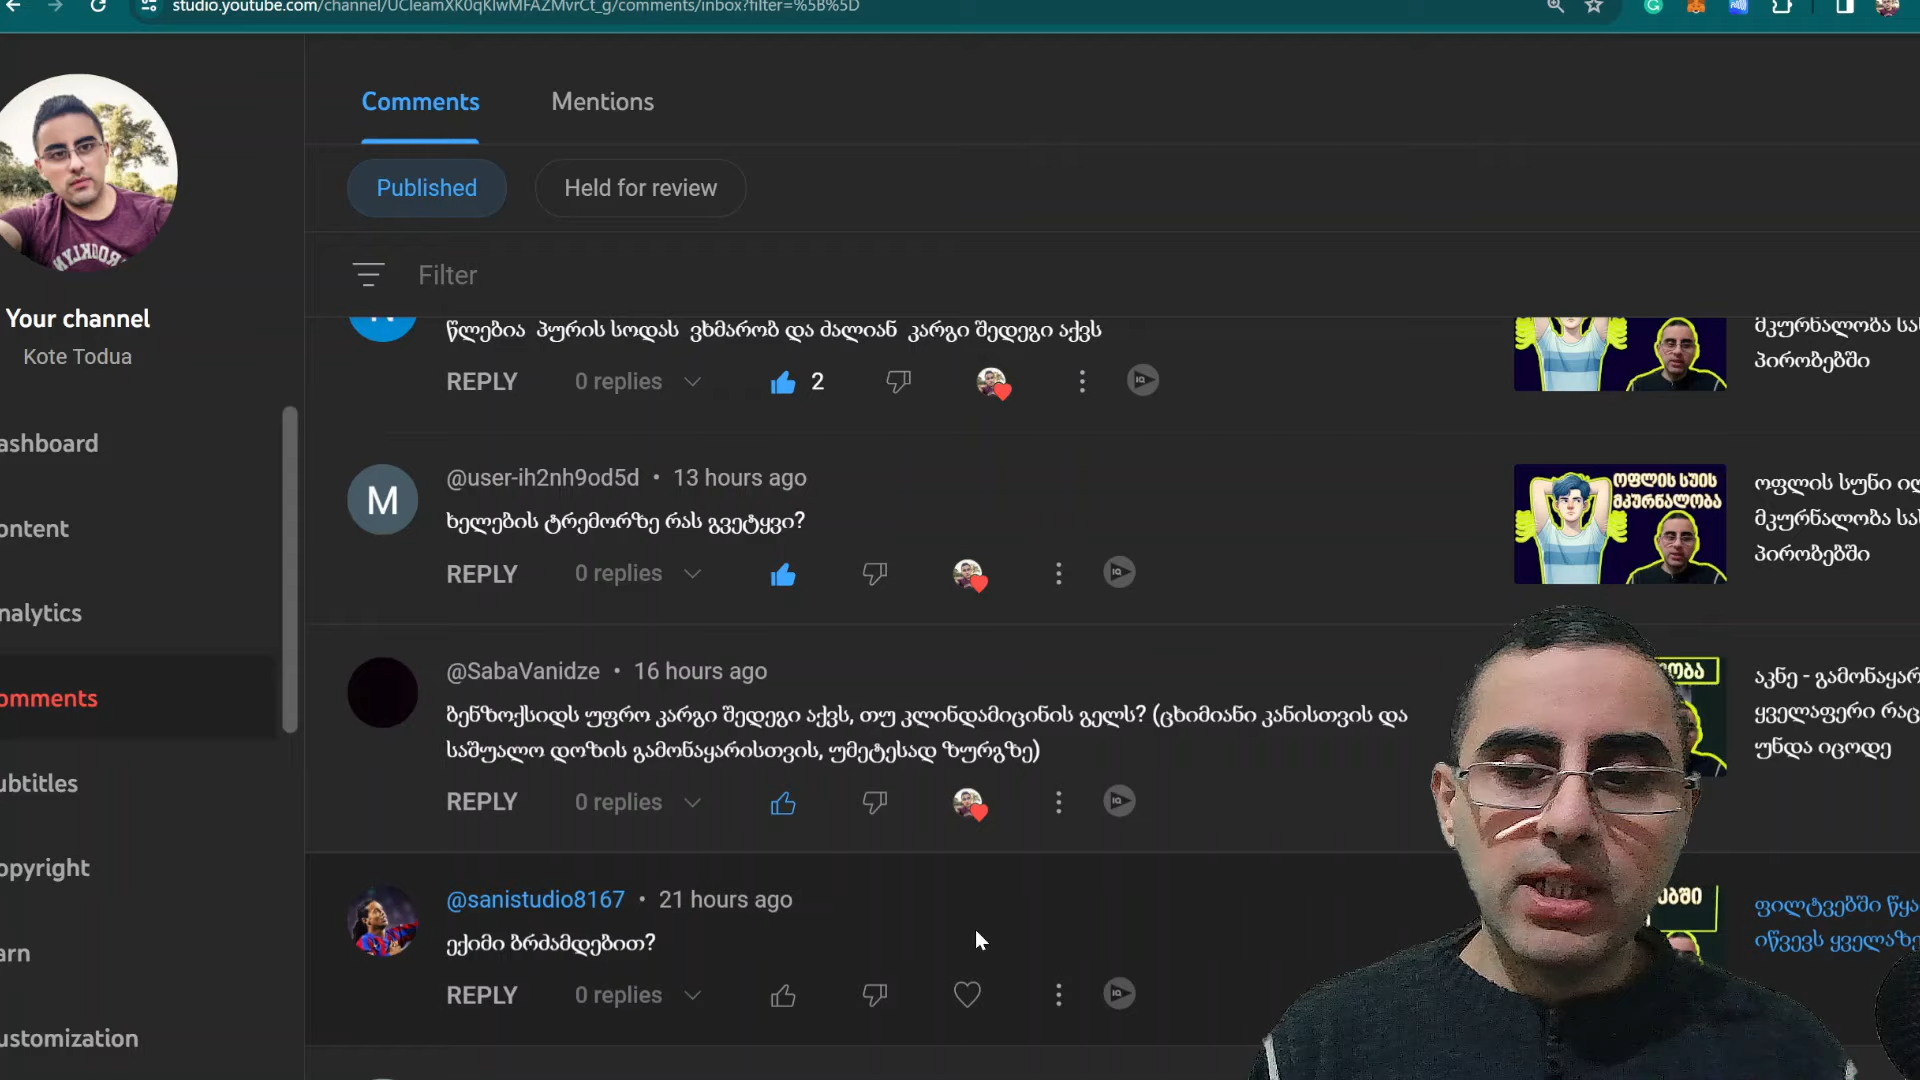 studio.youtube.com/channel/UCleamXK0qKlwMFAZMvrCt_g/comments/inbox?filter=%5B%5D
Comments
Mentions
Published
Held for review
Filter
Your channel
Kote Todua
ashboard
ontent
nalytics
omments
ubtitles
opyright
arn
ustomization
წლებია პურის სოდას ვხმარობ და ძალიან კარგი შედეგი აქვს
REPLY 0 replies 2
მკურნალობა სა
პირობებში
M
@user-ih2nh9od5d • 13 hours ago
ხელების ტრემორზე რას გვეტყვი?
REPLY 0 replies
ოფლის სუნის
მკურნალობა
ოფლის სუნი ილ
მკურნალობა სა
პირობებში
@SabaVanidze • 16 hours ago
ბენზოქსიდს უფრო კარგი შედეგი აქვს, თუ კლინდამიცინის გელს? (ცხიმიანი კანისთვის და
საშუალო დოზის გამონაყარისთვის, უმეტესად ზურგზე)
REPLY 0 replies
ობა
აკნე - გამონაყარ
ყველაფერი რაც
უნდა იცოდე
@sanistudio8167 • 21 hours ago
ექიმი ბრძამდებით?
REPLY 0 replies
ებში
ფილტვებში წყა
იწვევს ყველაზე